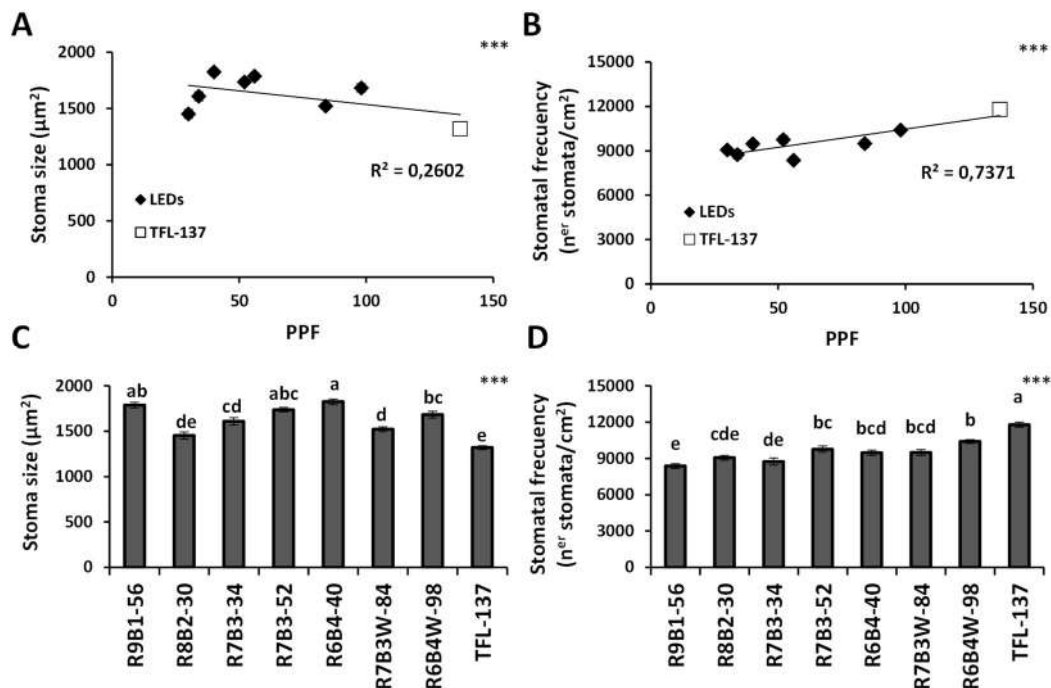 A
***
2000
1500
1000
500
0
Stoma size (µm²)
R² = 0,2602
LEDs
TFL-137
0 50 100 150
PPF
B
***
15000
12000
9000
6000
3000
0
Stomatal frecuency
(nᵉʳ stomata/cm²)
R² = 0,7371
LEDs
TFL-137
0 50 100 150
PPF
C
***
2000
1500
1000
500
0
Stoma size (µm²)
ab de cd abc a d bc e
R9B1-56
R8B2-30
R7B3-34
R7B3-52
R6B4-40
R7B3W-84
R6B4W-98
TFL-137
D
***
15000
12000
9000
6000
3000
0
Stomatal frecuency
(nᵉʳ stomata/cm²)
e cde de bc bcd bcd b a
R9B1-56
R8B2-30
R7B3-34
R7B3-52
R6B4-40
R7B3W-84
R6B4W-98
TFL-137